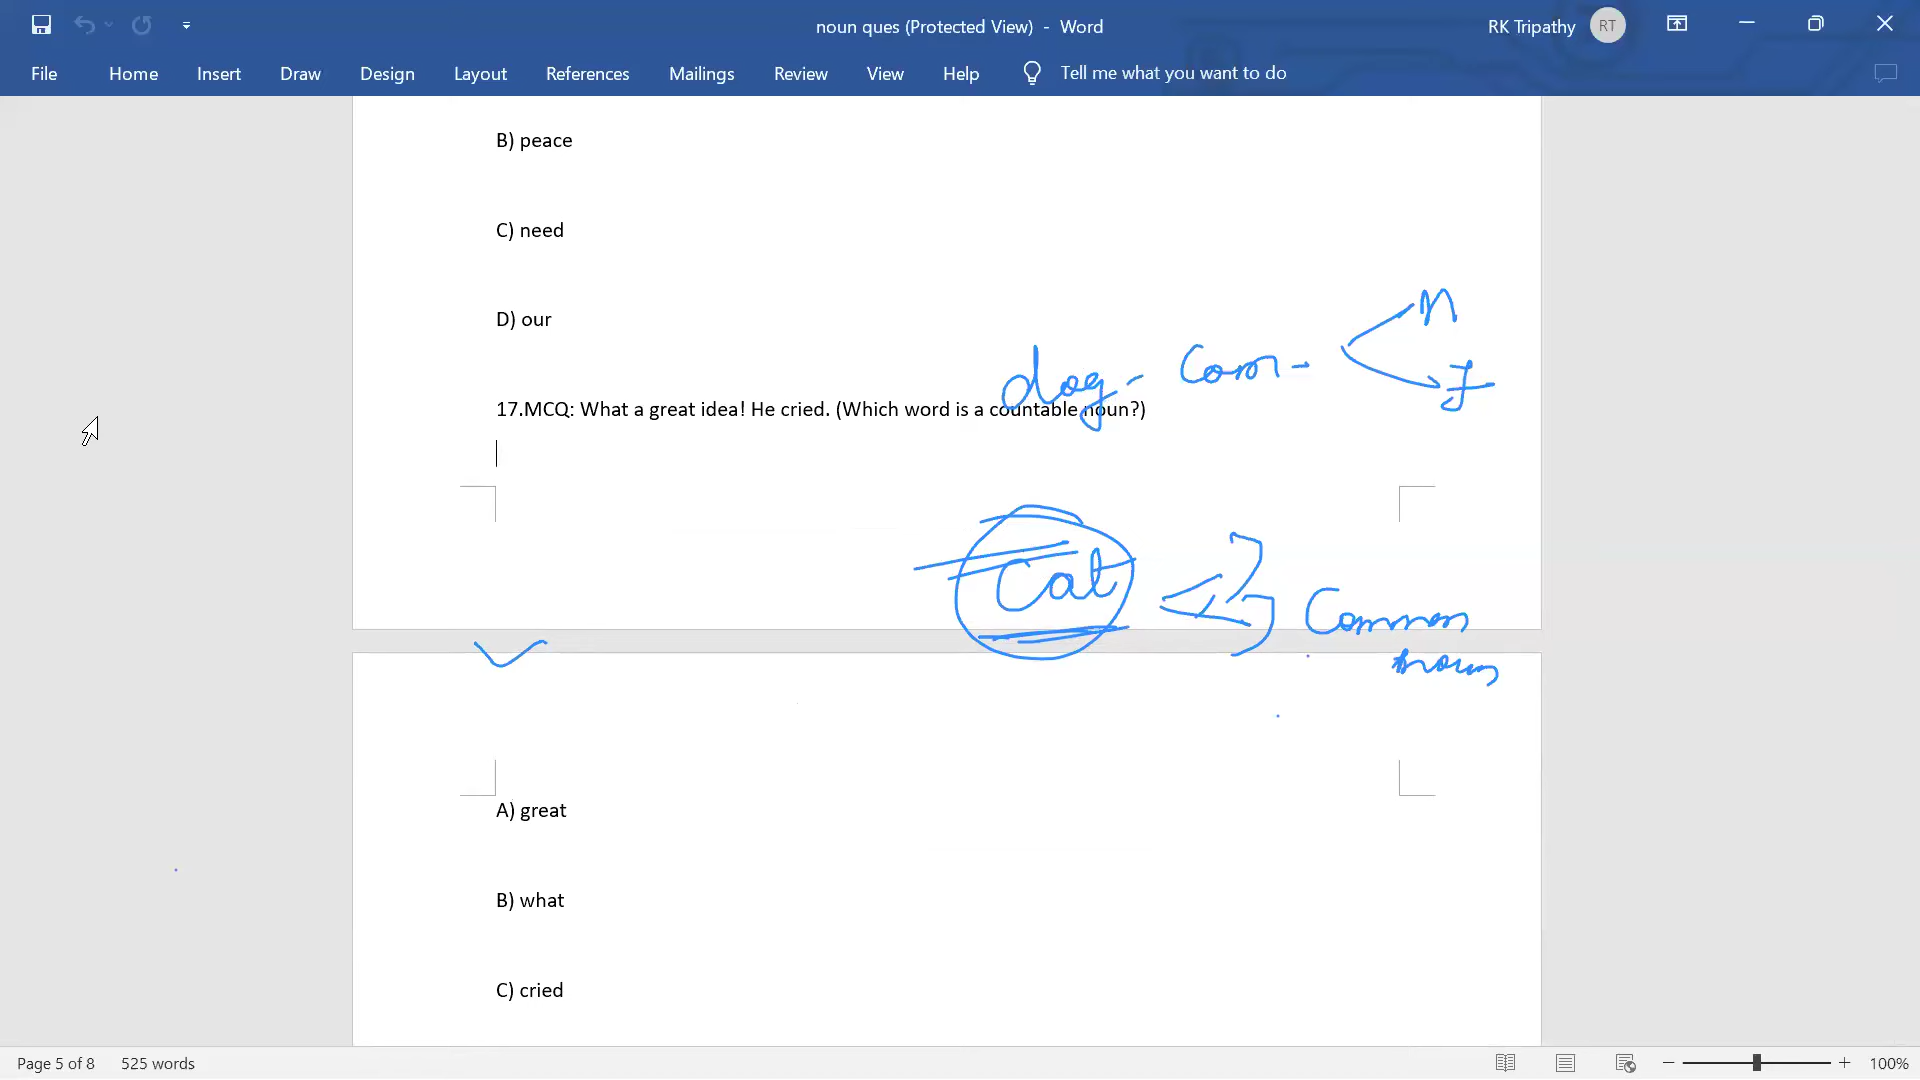 noun ques (Protected View) - Word
RK Tripathy RT
File Home Insert Draw Design Layout References Mailings Review View Help Tell me what you want to do
B) peace
C) need
D) our
dog - Com - < m
f
17.MCQ: What a great idea! He cried. (Which word is a countable noun?)
Cat
Common
noun
A) great
B) what
C) cried
Page 5 of 8 525 words
100%